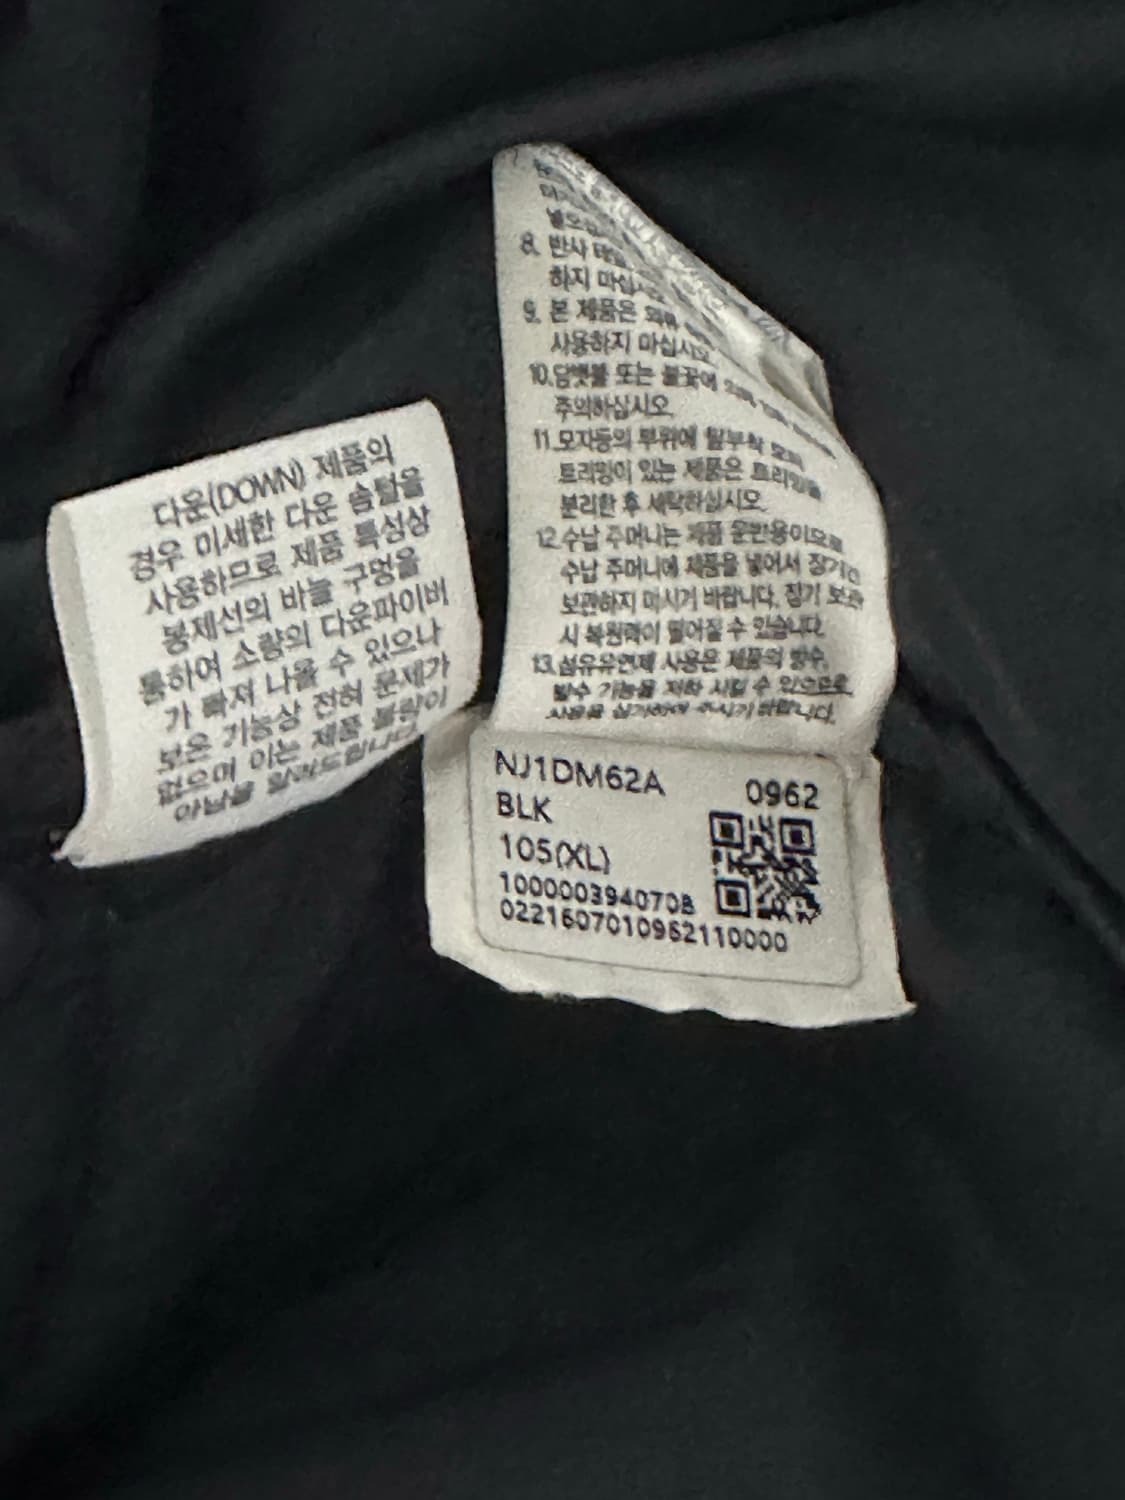 다운(DOWN) 제품의
경우 미세한 다운 솜털을
사용하므로 제품 특성상
봉제선의 바늘 구멍을
통하여 소량의 다운파이버
가 빠져 나올 수 있으나
보온 기능상 전혀 문제가
없으며 이는 제품 불량이
아님을 알려드립니다.
8. 반사
하지 마십시오
9. 본 제품은
사용하지 마십시오
10.담뱃불 또는 불꽃에
주의하십시오
11.모자등의 부위에 탈부착
트리밍이 있는 제품은 트리밍을
분리한 후 세탁하십시오.
12.수납 주머니는 제품 운반용이므로
수납 주머니에 제품을 넣어서 장기간
보관하지 마시기 바랍니다. 장기 보관
시 복원력이 떨어질 수 있습니다.
13.섬유유연제 사용은 제품의 발수,
방수 기능을 저하 시킬 수 있으므로
사용을 삼가하여 주시기 바랍니다.
NJ1DM62A 0962
BLK
105(XL)
1000003940708
0221607010962110000